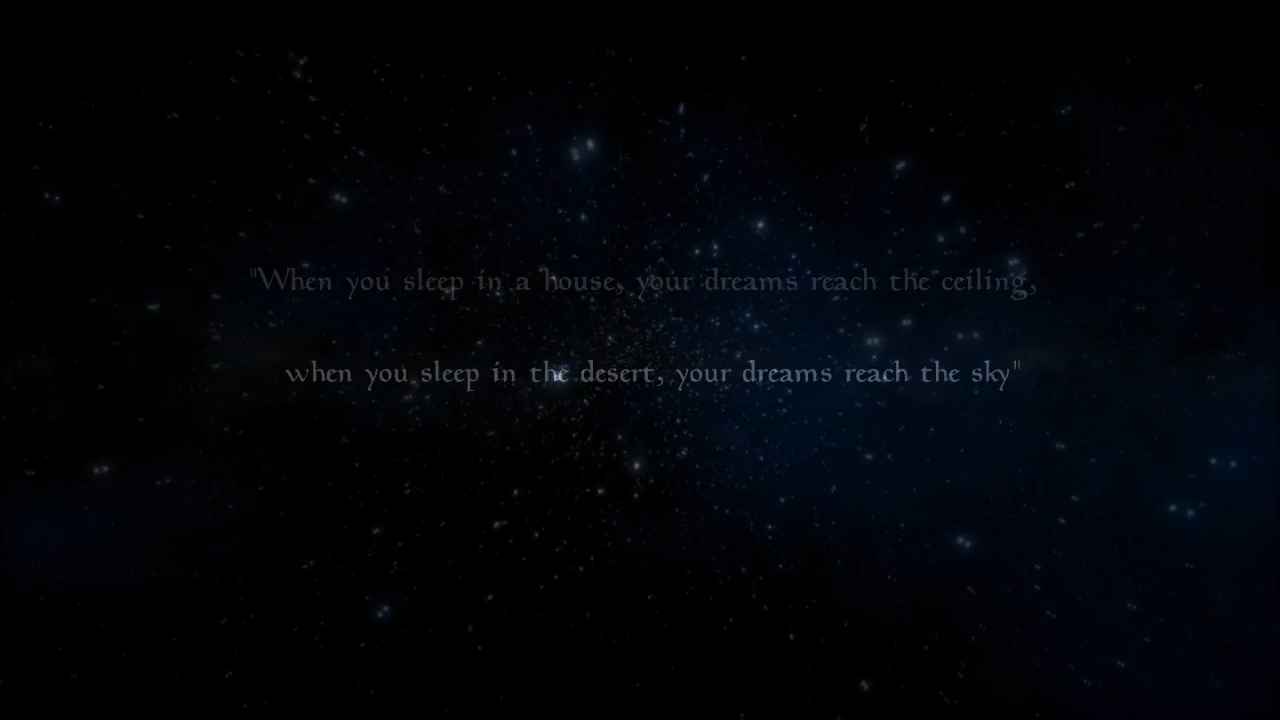 "When you sleep in a house, your dreams reach the ceiling,
when you sleep in the desert, your dreams reach the sky"